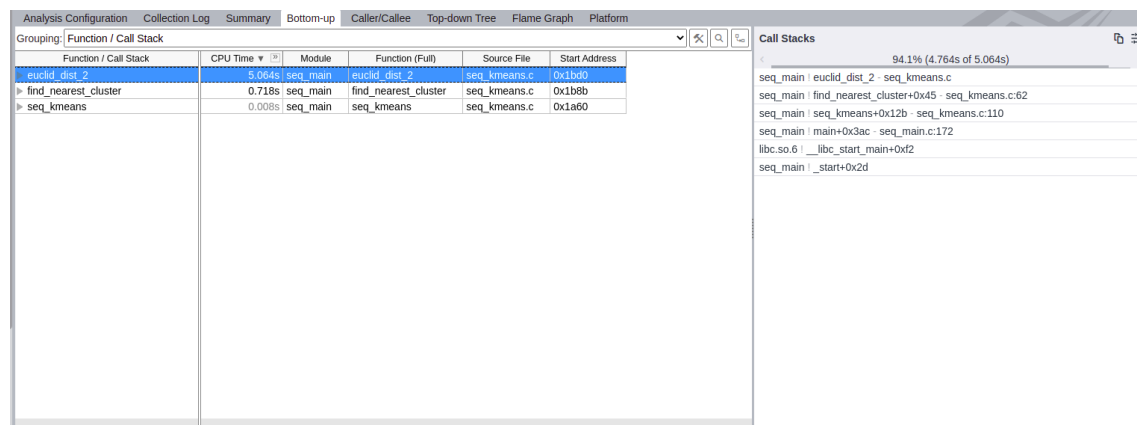 Analysis Configuration Collection Log Summary Bottom-up Caller/Callee Top-down Tree Flame Graph Platform
Grouping: Function / Call Stack
Function / Call Stack CPU Time ▼ Module Function (Full) Source File Start Address
euclid_dist_2 5.064s seq_main euclid_dist_2 seq_kmeans.c 0x1bd0
find_nearest_cluster 0.718s seq_main find_nearest_cluster seq_kmeans.c 0x1b8b
seq_kmeans 0.008s seq_main seq_kmeans seq_kmeans.c 0x1a60
Call Stacks
94.1% (4.764s of 5.064s)
seq_main ! euclid_dist_2 - seq_kmeans.c
seq_main ! find_nearest_cluster+0x45 - seq_kmeans.c:62
seq_main ! seq_kmeans+0x12b - seq_kmeans.c:110
seq_main ! main+0x3ac - seq_main.c:172
libc.so.6 ! __libc_start_main+0xf2
seq_main ! _start+0x2d